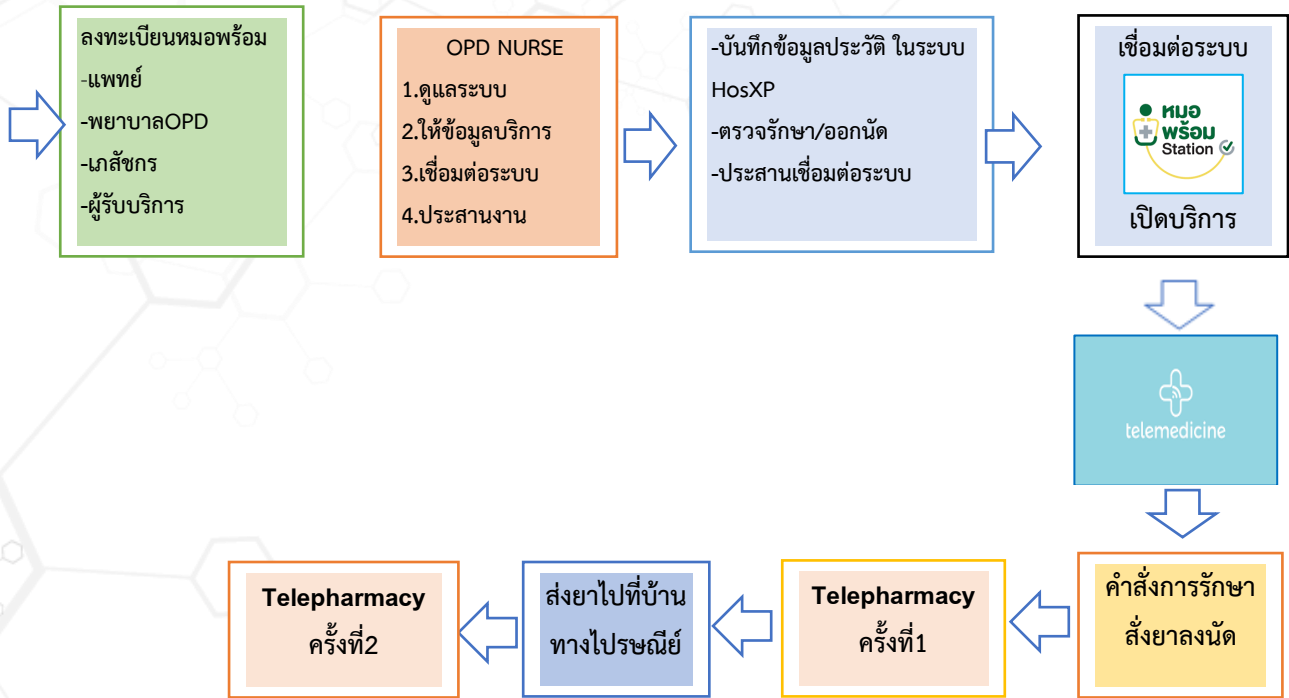 ลงทะเบียนหมอพร้อม
-แพทย์
-พยาบาลOPD
-เภสัชกร
-ผู้รับบริการ
OPD NURSE
1.ดูแลระบบ
2.ให้ข้อมูลบริการ
3.เชื่อมต่อระบบ
4.ประสานงาน
-บันทึกข้อมูลประวัติ ในระบบ
HosXP
-ตรวจรักษา/ออกนัด
-ประสานเชื่อมต่อระบบ
เชื่อมต่อระบบ
หมอ
พร้อม
Station
เปิดบริการ
telemedicine
คำสั่งการรักษา
สั่งยาลงนัด
Telepharmacy
ครั้งที่1
ส่งยาไปที่บ้าน
ทางไปรษณีย์
Telepharmacy
ครั้งที่2